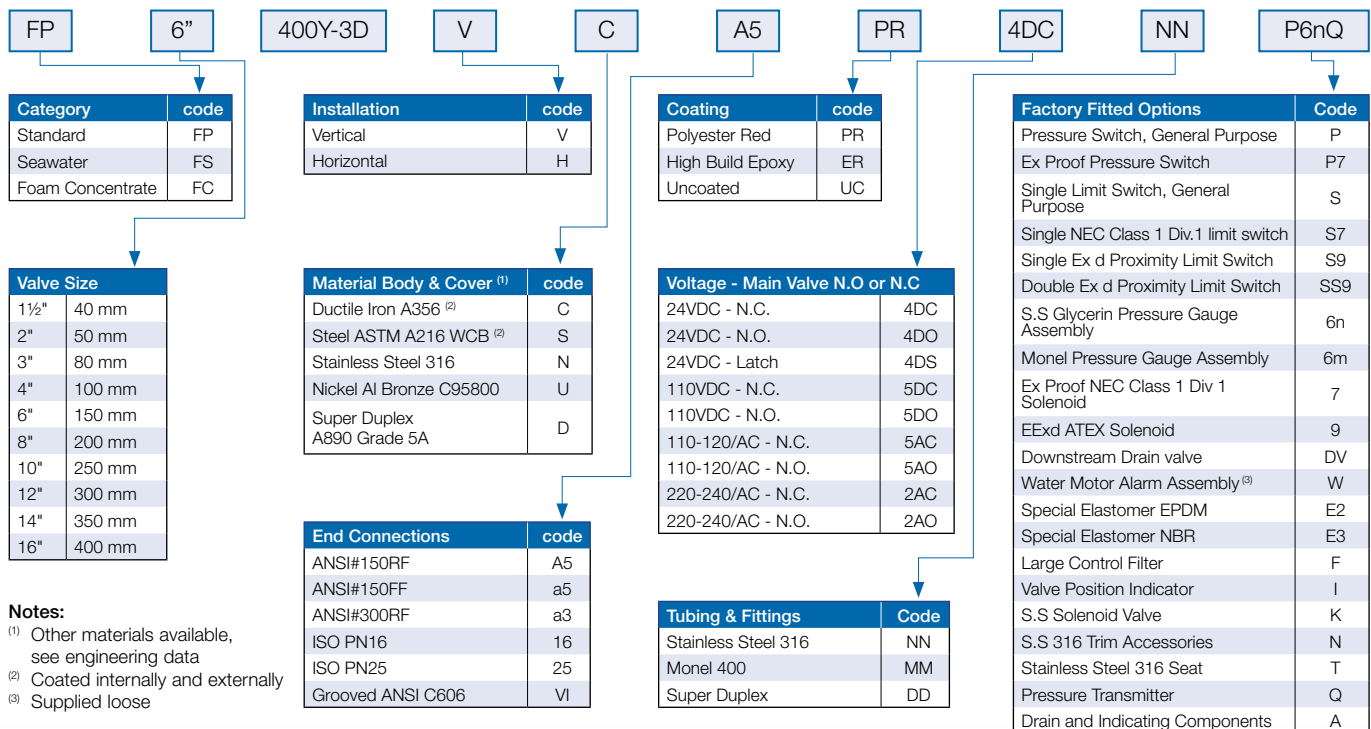 FP 6” 400Y-3D V C A5 PR 4DC NN P6nQ
Category code
Standard FP
Seawater FS
Foam Concentrate FC
Valve Size
1½" 40 mm
2" 50 mm
3" 80 mm
4" 100 mm
6" 150 mm
8" 200 mm
10" 250 mm
12" 300 mm
14" 350 mm
16" 400 mm
Notes:
(1) Other materials available,
see engineering data
(2) Coated internally and externally
(3) Supplied loose
Installation code
Vertical V
Horizontal H
Material Body & Cover (1) code
Ductile Iron A356 (2) C
Steel ASTM A216 WCB (2) S
Stainless Steel 316 N
Nickel Al Bronze C95800 U
Super Duplex
A890 Grade 5A D
End Connections code
ANSI#150RF A5
ANSI#150FF a5
ANSI#300RF a3
ISO PN16 16
ISO PN25 25
Grooved ANSI C606 VI
Coating code
Polyester Red PR
High Build Epoxy ER
Uncoated UC
Voltage - Main Valve N.O or N.C
24VDC - N.C. 4DC
24VDC - N.O. 4DO
24VDC - Latch 4DS
110VDC - N.C. 5DC
110VDC - N.O. 5DO
110-120/AC - N.C. 5AC
110-120/AC - N.O. 5AO
220-240/AC - N.C. 2AC
220-240/AC - N.O. 2AO
Tubing & Fittings Code
Stainless Steel 316 NN
Monel 400 MM
Super Duplex DD
Factory Fitted Options Code
Pressure Switch, General Purpose P
Ex Proof Pressure Switch P7
Single Limit Switch, General
Purpose S
Single NEC Class 1 Div.1 limit switch S7
Single Ex d Proximity Limit Switch S9
Double Ex d Proximity Limit Switch SS9
S.S Glycerin Pressure Gauge
Assembly 6n
Monel Pressure Gauge Assembly 6m
Ex Proof NEC Class 1 Div 1
Solenoid 7
EExd ATEX Solenoid 9
Downstream Drain valve DV
Water Motor Alarm Assembly (3) W
Special Elastomer EPDM E2
Special Elastomer NBR E3
Large Control Filter F
Valve Position Indicator I
S.S Solenoid Valve K
S.S 316 Trim Accessories N
Stainless Steel 316 Seat T
Pressure Transmitter Q
Drain and Indicating Components A